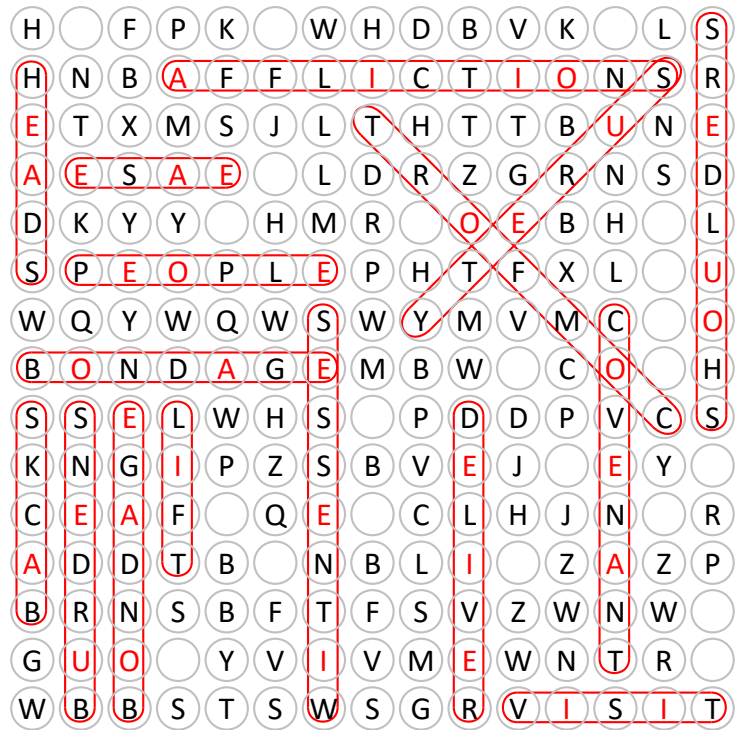 H F P K W H D B V K L S
H N B A F F L I C T I O N S R
E T X M S J L T H T T B U N E
A E S A E L D R Z G R N S D
D K Y Y H M R O E B H L
S P E O P L E P H T F X L U
W Q Y W Q W S W Y M V M C O
B O N D A G E M B W C O H
S S E L W H S P D D P V C S
K N G I P Z S B V E J E Y
C E A F Q E C L H J N R
A D D T B N B L I Z A Z P
B R N S B F T F S V Z W N W
G U O Y V I V M E W N T R
W B B S T S W S G R V I S I T